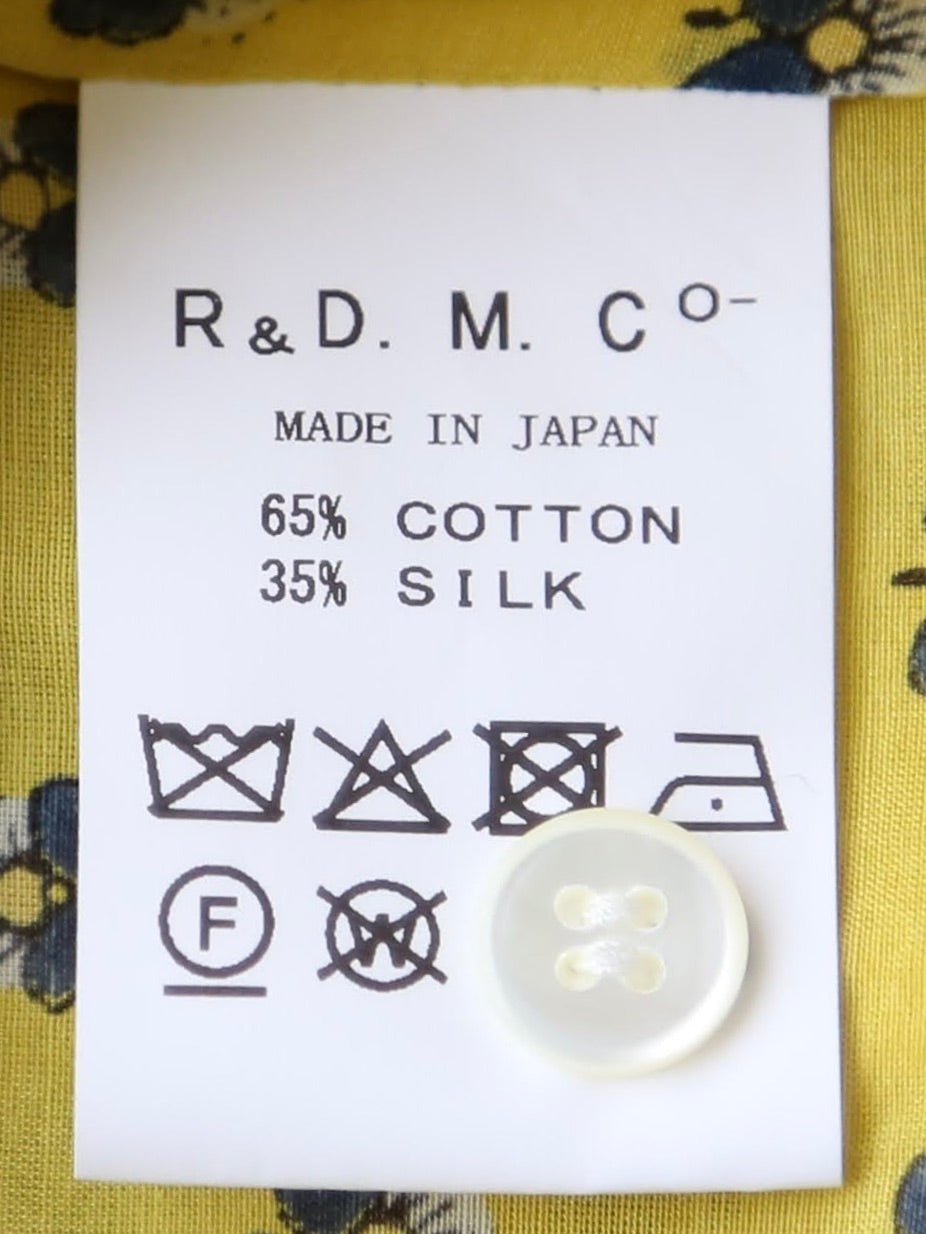 R&D. M. Co-
MADE IN JAPAN
65% COTTON
35% SILK
F W